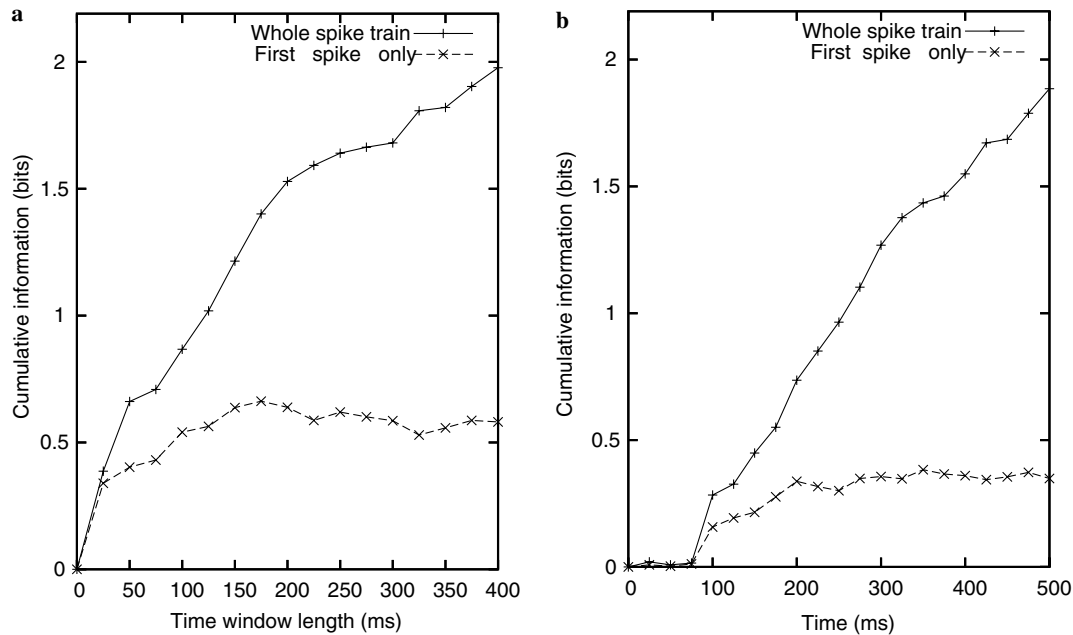 a
Whole spike train
First spike only
2
1.5
1
0.5
0
Cumulative information (bits)
0 50 100 150 200 250 300 350 400
Time window length (ms)
b
Whole spike train
First spike only
2
1.5
1
0.5
0
Cumulative information (bits)
0 100 200 300 400 500
Time (ms)